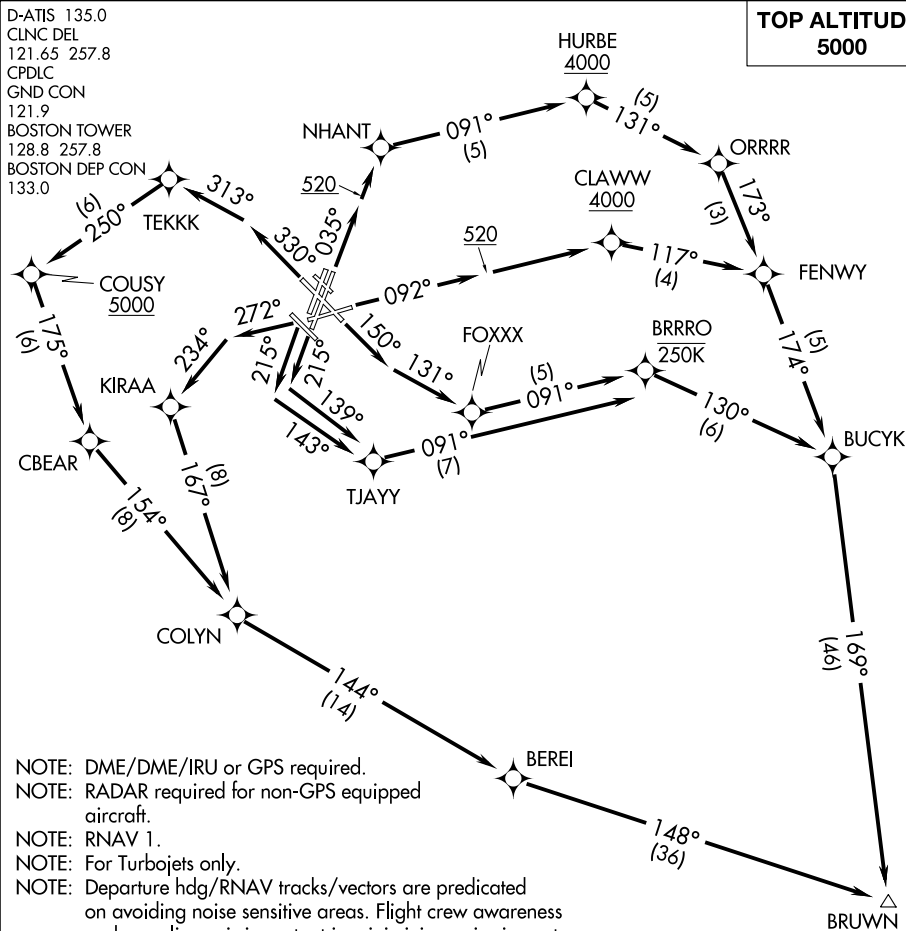 D-ATIS 135.0
CLNC DEL
121.65 257.8
CPDLC
GND CON
121.9
BOSTON TOWER
128.8 257.8
BOSTON DEP CON
133.0
TOP ALTITUD
5000
HURBE
4000
NHANT
091°
(5)
(5)
131°
ORRRR
520
035°
TEKKK
313°
330°
(6)
250°
COUSY
5000
CLAWW
4000
173°
(3)
520
092°
117°
(4)
FENWY
175°
(6)
272°
234°
215°
215°
150°
131°
FOXXX
BRRRO
250K
(5)
174°
KIRAA
139°
143°
(5)
091°
130°
(6)
BUCYK
CBEAR
(8)
167°
091°
(7)
TJAYY
154°
(8)
COLYN
169°
(46)
144°
(14)
BEREI
148°
(36)
BRUWN
NOTE: DME/DME/IRU or GPS required.
NOTE: RADAR required for non-GPS equipped
aircraft.
NOTE: RNAV 1.
NOTE: For Turbojets only.
NOTE: Departure hdg/RNAV tracks/vectors are predicated
on avoiding noise sensitive areas. Flight crew awareness